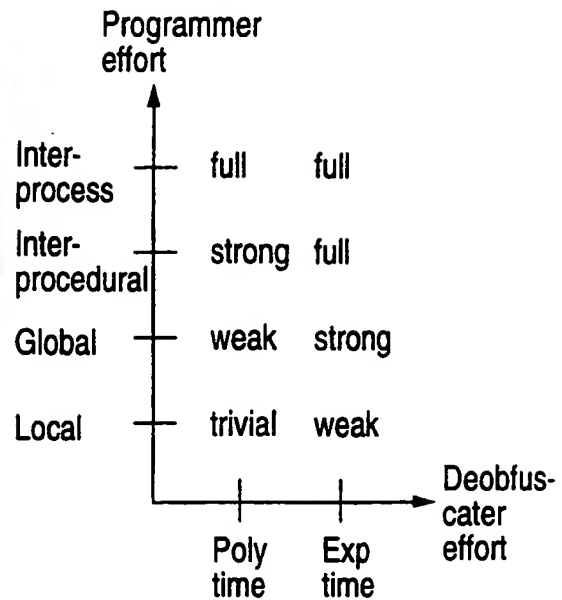 Programmer
effort
Inter-
process
full full
Inter-
procedural
strong full
Global weak strong
Local trivial weak
Deobfus-
cater
effort
Poly
time
Exp
time